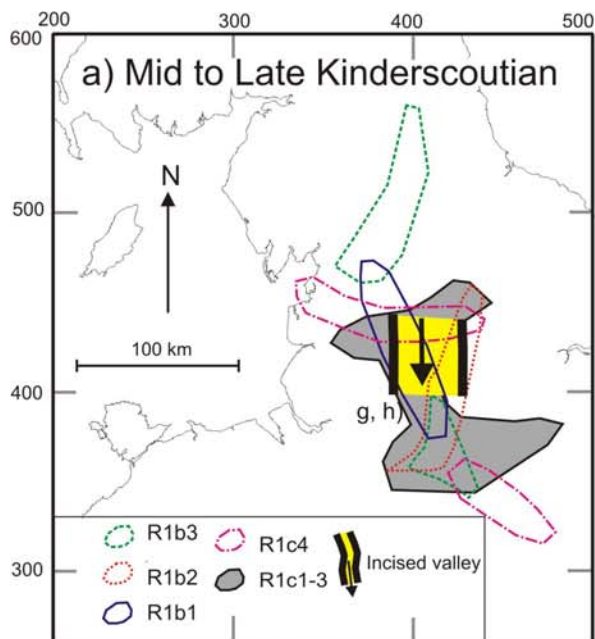 200 300 400 500
600
a) Mid to Late Kinderscoutian
N
500
100 km
400
g, h)
R1b3 R1c4
R1b2 R1c1-3 Incised valley
R1b1
300